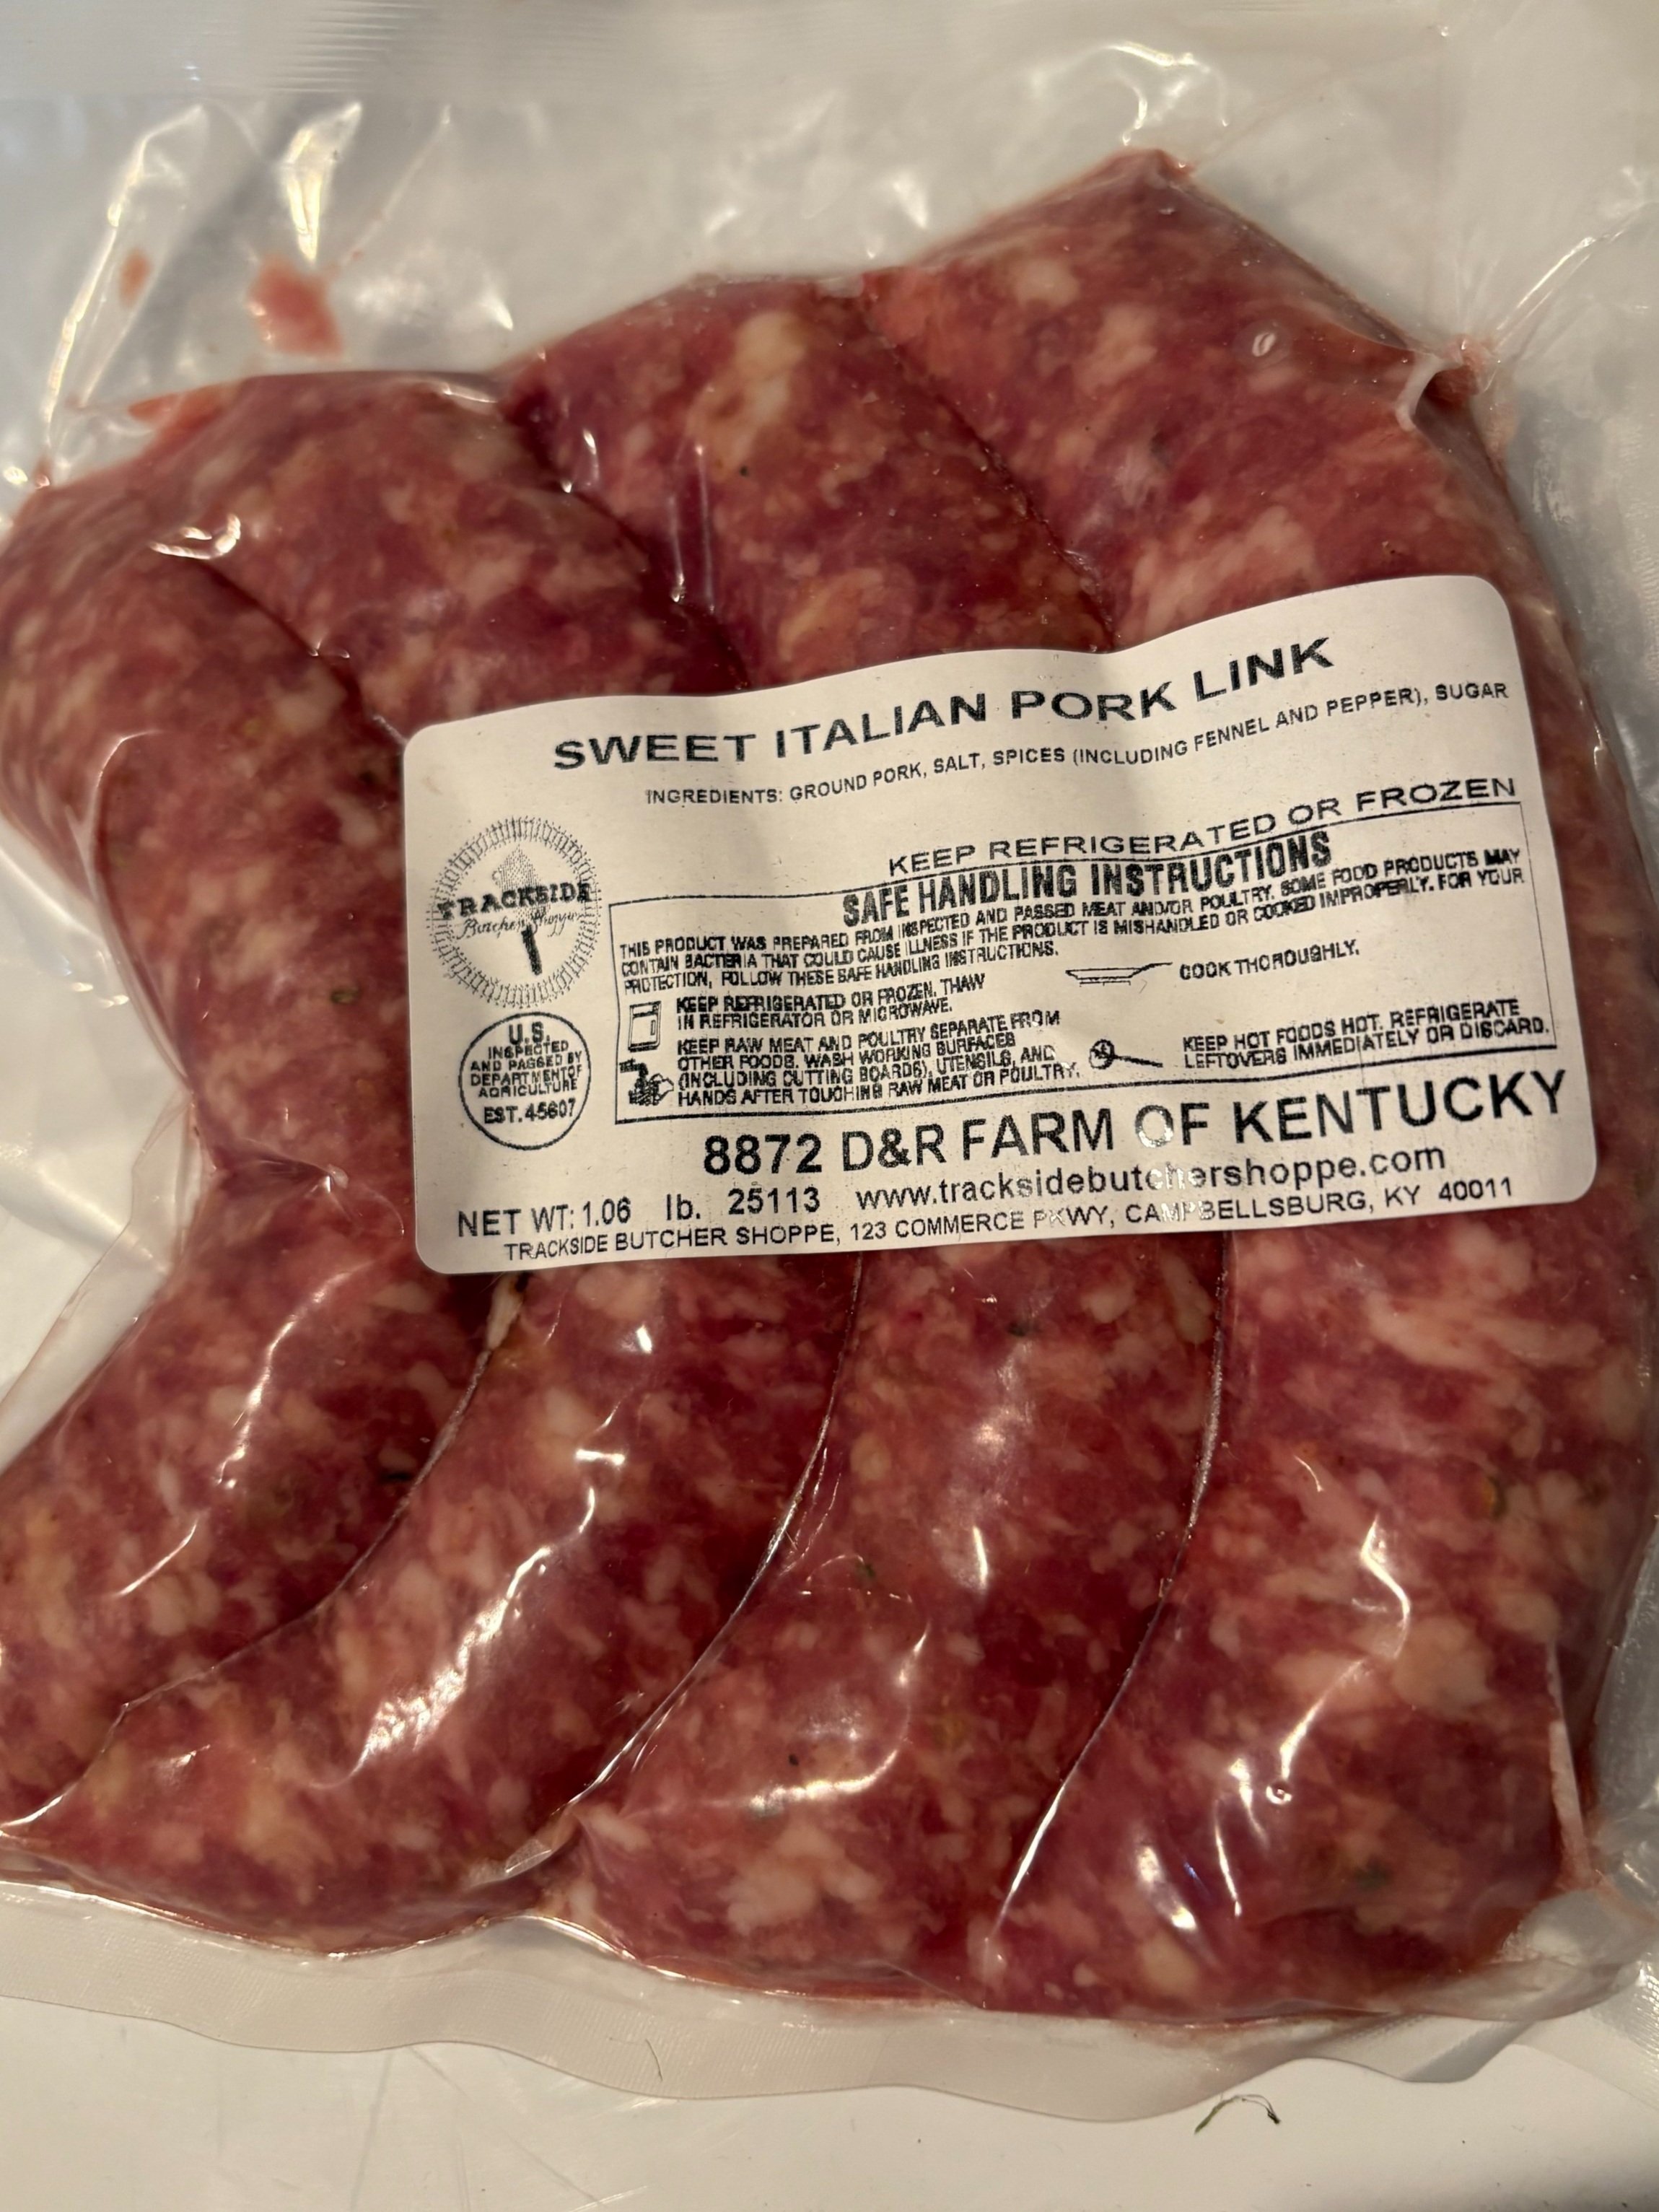 SWEET ITALIAN PORK LINK
INGREDIENTS: GROUND PORK, SALT, SPICES (INCLUDING FENNEL AND PEPPER), SUGAR
KEEP REFRIGERATED OR FROZEN
SAFE HANDLING INSTRUCTIONS
THIS PRODUCT WAS PREPARED FROM INSPECTED AND PASSED MEAT AND/OR POULTRY. SOME FOOD PRODUCTS MAY
CONTAIN BACTERIA THAT COULD CAUSE ILLNESS IF THE PRODUCT IS MISHANDLED OR COOKED IMPROPERLY. FOR YOUR
PROTECTION, FOLLOW THESE SAFE HANDLING INSTRUCTIONS.
KEEP REFRIGERATED OR FROZEN. THAW
IN REFRIGERATOR OR MICROWAVE.
KEEP RAW MEAT AND POULTRY SEPARATE FROM
OTHER FOODS. WASH WORKING SURFACES
(INCLUDING CUTTING BOARDS), UTENSILS, AND
HANDS AFTER TOUCHING RAW MEAT OR POULTRY.
COOK THOROUGHLY.
KEEP HOT FOODS HOT. REFRIGERATE
LEFTOVERS IMMEDIATELY OR DISCARD.
TRACKSIDE
Butcher Shoppe
U.S.
INSPECTED
AND PASSED BY
DEPARTMENT OF
AGRICULTURE
EST. 45607
8872 D&R FARM OF KENTUCKY
NET WT: 1.06 lb. 25113 www.tracksidebutchershoppe.com
TRACKSIDE BUTCHER SHOPPE, 123 COMMERCE PKWY, CAMPBELLSBURG, KY 40011